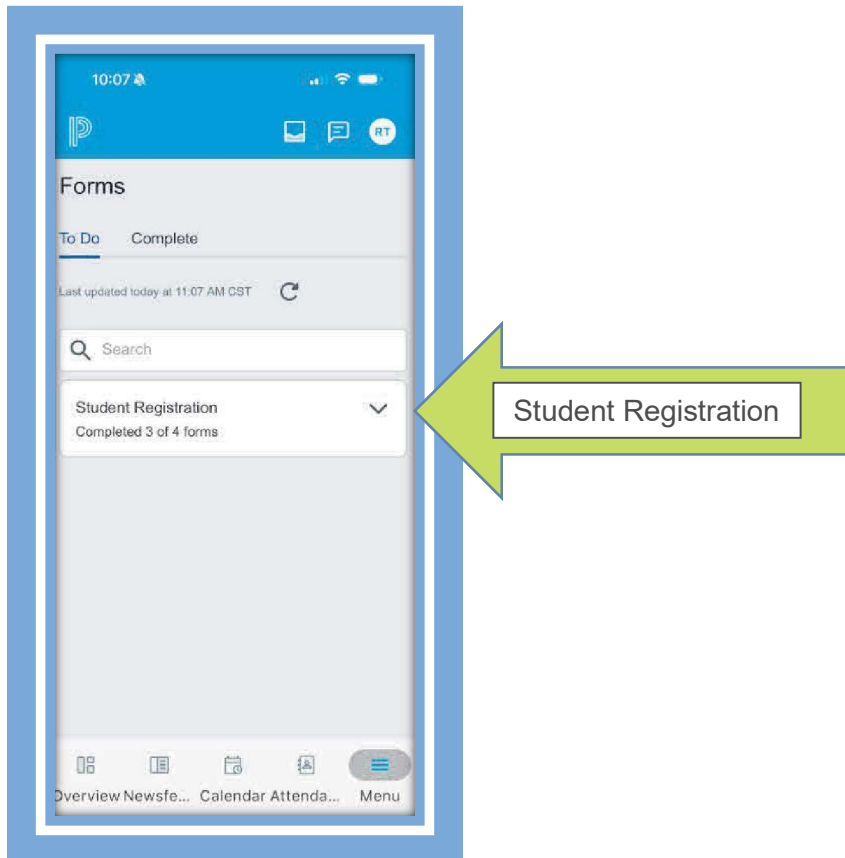 10:07
RT
Forms
To Do Complete
Last updated today at 11:07 AM CST
Search
Student Registration
Completed 3 of 4 forms
Student Registration
Overview Newsfe... Calendar Attenda... Menu